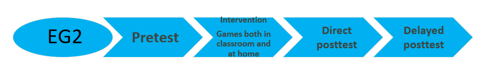 EG2
Pretest
Intervention
Games both in
classroom and
at home
Direct
posttest
Delayed
posttest